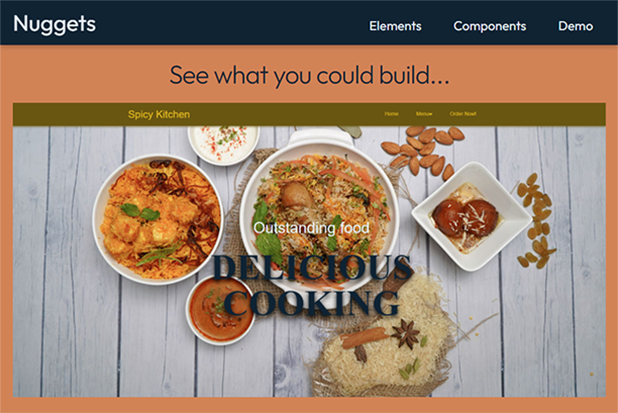 Nuggets
Elements Components Demo
See what you could build...
Spicy Kitchen
Home Menu▾ Order Now!
Outstanding food
DELICIOUS
COOKING